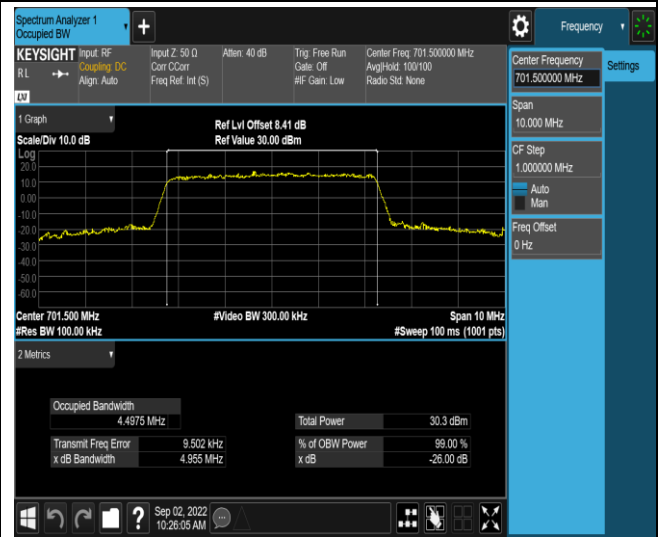 Spectrum Analyzer 1
Occupied BW
+
Frequency
KEYSIGHT
RL
LXI
Input: RF
Coupling: DC
Align: Auto
Input Z: 50 Ω
Corr CCorr
Freq Ref: Int (S)
Atten: 40 dB
Trig: Free Run
Gate: Off
#IF Gain: Low
Center Freq: 701.500000 MHz
Avg|Hold: 100/100
Radio Std: None
Center Frequency
701.500000 MHz
Settings
Span
10.000 MHz
CF Step
1.000000 MHz
Auto
Man
Freq Offset
0 Hz
1 Graph
Scale/Div 10.0 dB
Ref Lvl Offset 8.41 dB
Ref Value 30.00 dBm
Log
20.0
10.0
0.00
-10.0
-20.0
-30.0
-40.0
-50.0
-60.0
Center 701.500 MHz
#Video BW 300.00 kHz
Span 10 MHz
#Res BW 100.00 kHz
#Sweep 100 ms (1001 pts)
2 Metrics
Occupied Bandwidth
4.4975 MHz
Total Power 30.3 dBm
Transmit Freq Error 9.502 kHz
% of OBW Power 99.00 %
x dB Bandwidth 4.955 MHz
x dB -26.00 dB
?
Sep 02, 2022
10:26:05 AM